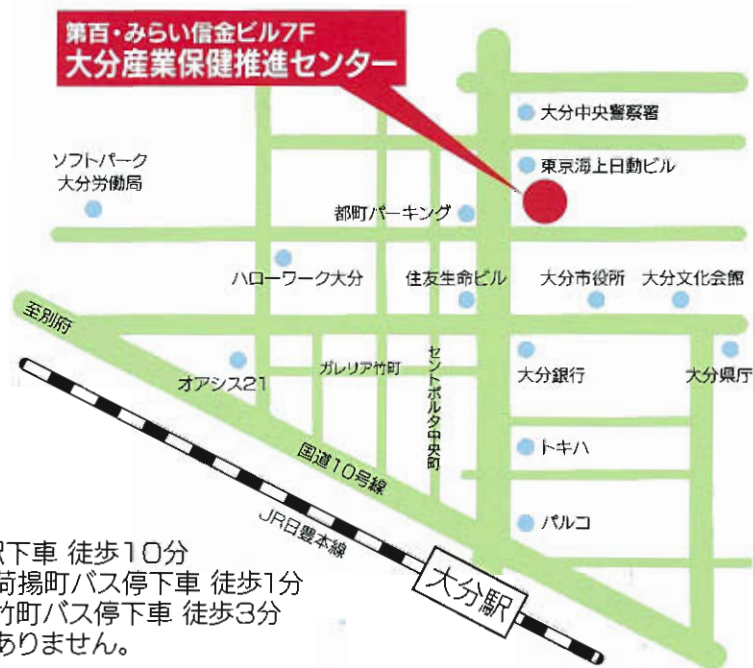 第百・みらい信金ビル7F
大分産業保健推進センター
大分中央警察署
東京海上日動ビル
ソフトパーク
大分労働局
都町パーキング
ハローワーク大分
住友生命ビル
大分市役所
大分文化会館
至別府
オアシス21
ガレリア竹町
セントポルタ中央町
大分銀行
大分県庁
国道10号線
トキハ
JR日豊本線
パルコ
大分駅
駅下車 徒歩10分
荷揚町バス停下車 徒歩1分
竹町バス停下車 徒歩3分
ありません。